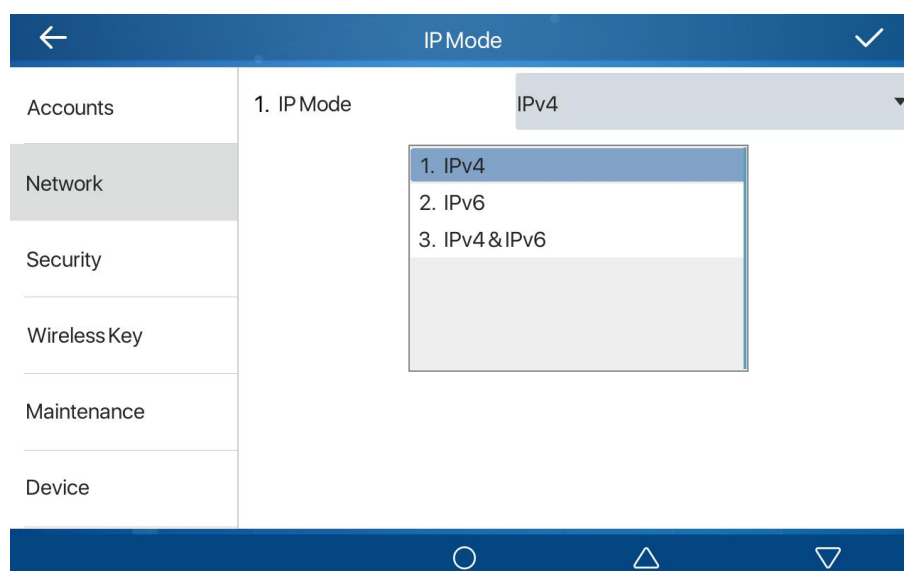 IP Mode
Accounts
Network
Security
Wireless Key
Maintenance
Device
1. IP Mode
IPv4
1. IPv4
2. IPv6
3. IPv4 & IPv6